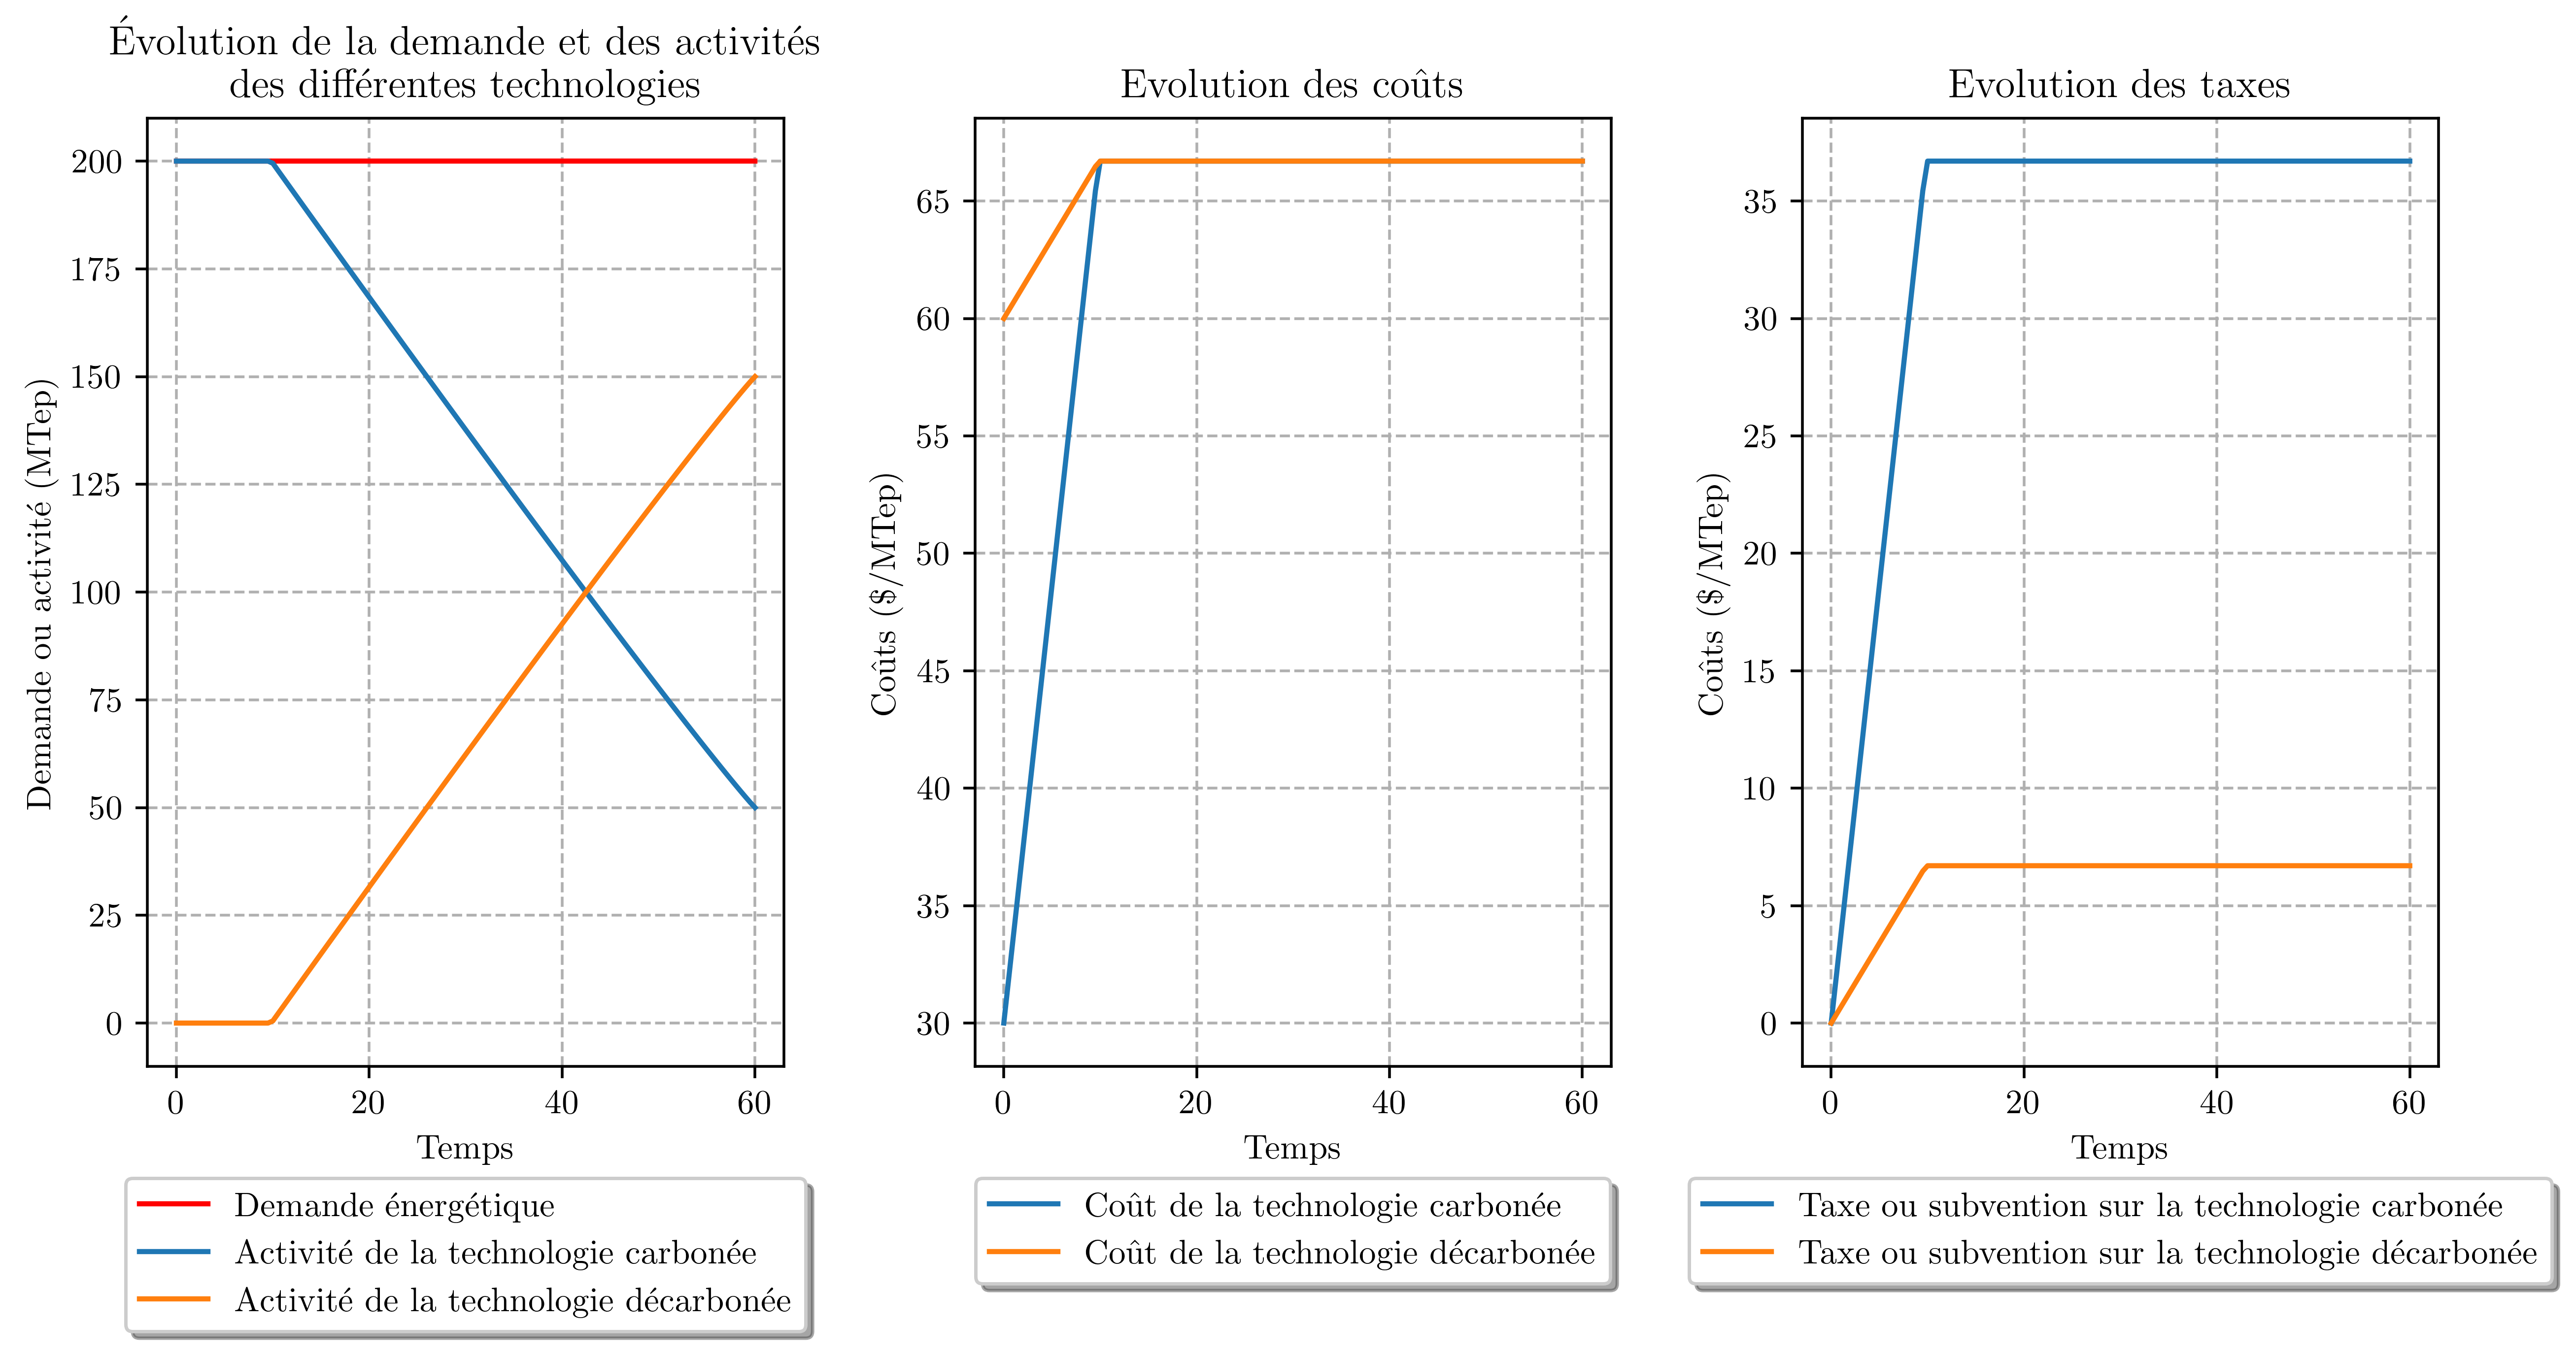 Évolution de la demande et des activités
des différentes technologies
Demande ou activité (MTep)
200
175
150
125
100
75
50
25
0
0 20 40 60
Temps
Demande énergétique
Activité de la technologie carbonée
Activité de la technologie décarbonée
Evolution des coûts
Coûts ($/MTep)
65
60
55
50
45
40
35
30
0 20 40 60
Temps
Coût de la technologie carbonée
Coût de la technologie décarbonée
Evolution des taxes
Coûts ($/MTep)
35
30
25
20
15
10
5
0
0 20 40 60
Temps
Taxe ou subvention sur la technologie carbonée
Taxe ou subvention sur la technologie décarbonée